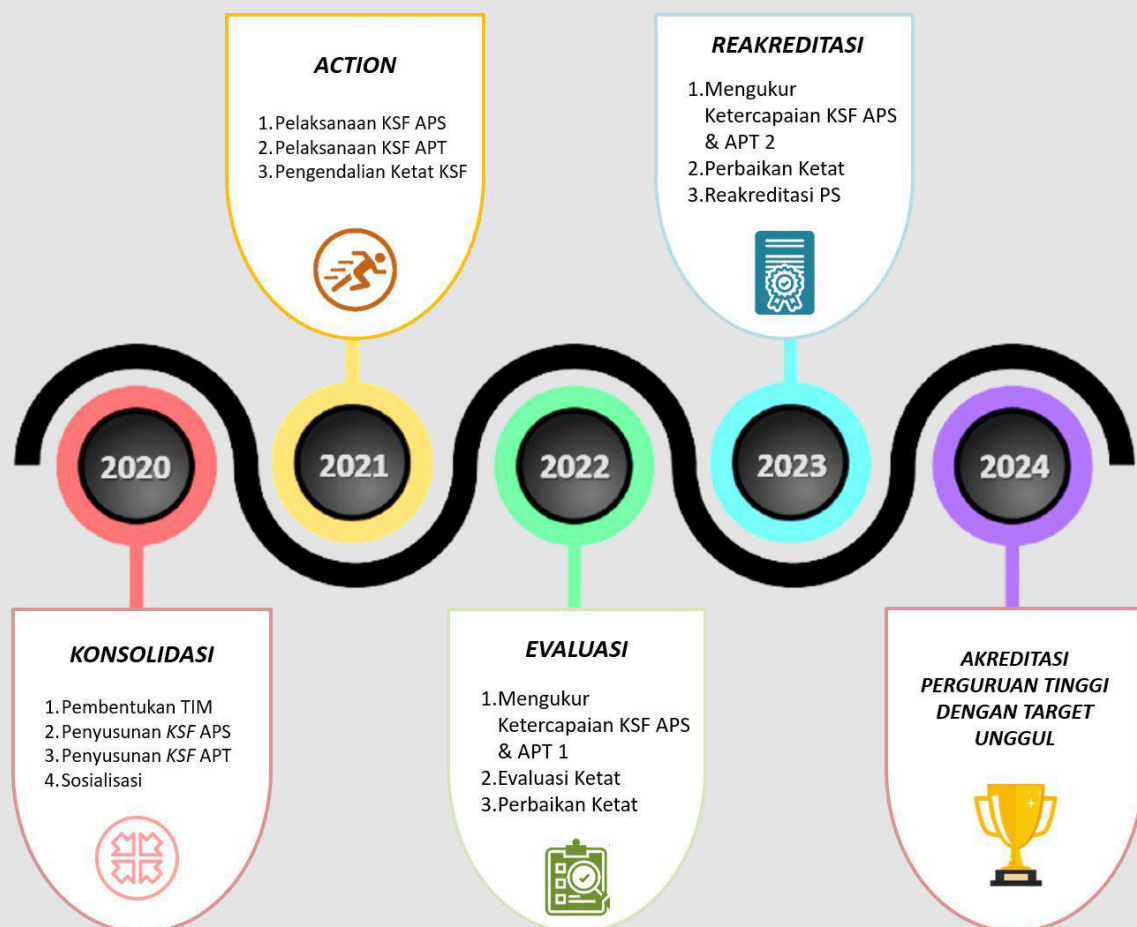 ACTION
1.Pelaksanaan KSF APS
2.Pelaksanaan KSF APT
3.Pengendalian Ketat KSF
REAKREDITASI
1.Mengukur
Ketercapaian KSF APS
& APT 2
2.Perbaikan Ketat
3.Reakreditasi PS
2020
2021
2022
2023
2024
KONSOLIDASI
1.Pembentukan TIM
2.Penyusunan KSF APS
3.Penyusunan KSF APT
4.Sosialisasi
EVALUASI
1.Mengukur
Ketercapaian KSF APS
& APT 1
2.Evaluasi Ketat
3.Perbaikan Ketat
AKREDITASI
PERGURUAN TINGGI
DENGAN TARGET
UNGGUL